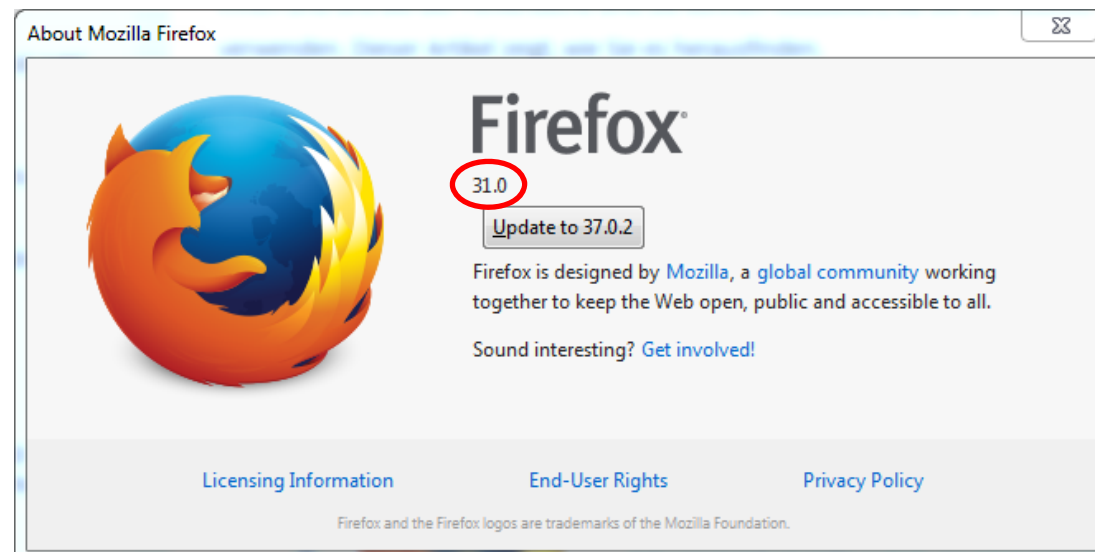 About Mozilla Firefox
Firefox
31.0
Update to 37.0.2
Firefox is designed by Mozilla, a global community working
together to keep the Web open, public and accessible to all.
Sound interesting? Get involved!
Licensing Information End-User Rights Privacy Policy
Firefox and the Firefox logos are trademarks of the Mozilla Foundation.